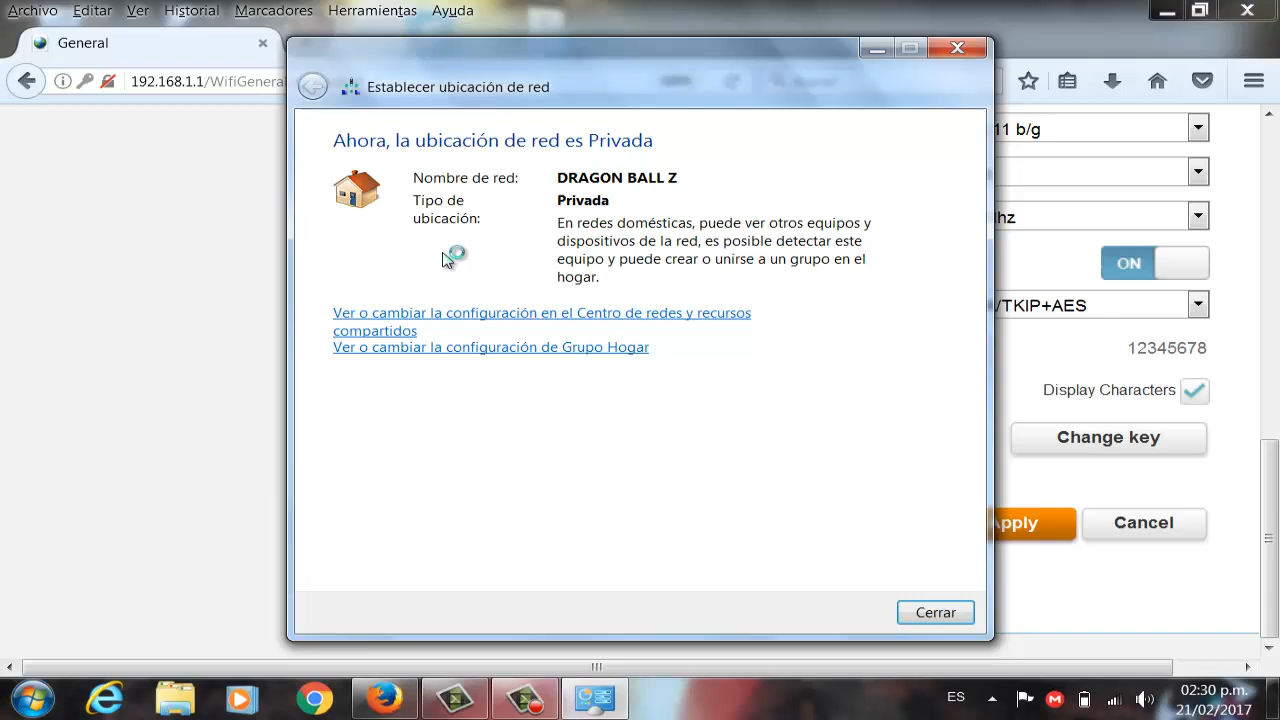 Archivo Editar Ver Historial Marcadores Herramientas Ayuda
General
192.168.1.1/WifiGenera
Establecer ubicación de red
Ahora, la ubicación de red es Privada
Nombre de red: DRAGON BALL Z
Tipo de ubicación: Privada
En redes domésticas, puede ver otros equipos y
dispositivos de la red, es posible detectar este
equipo y puede crear o unirse a un grupo en el
hogar.
Ver o cambiar la configuración en el Centro de redes y recursos
compartidos
Ver o cambiar la configuración de Grupo Hogar
Cerrar
11 b/g
hz
ON
/TKIP+AES
12345678
Display Characters
Change key
Apply Cancel
ES
02:30 p.m.
21/02/2017